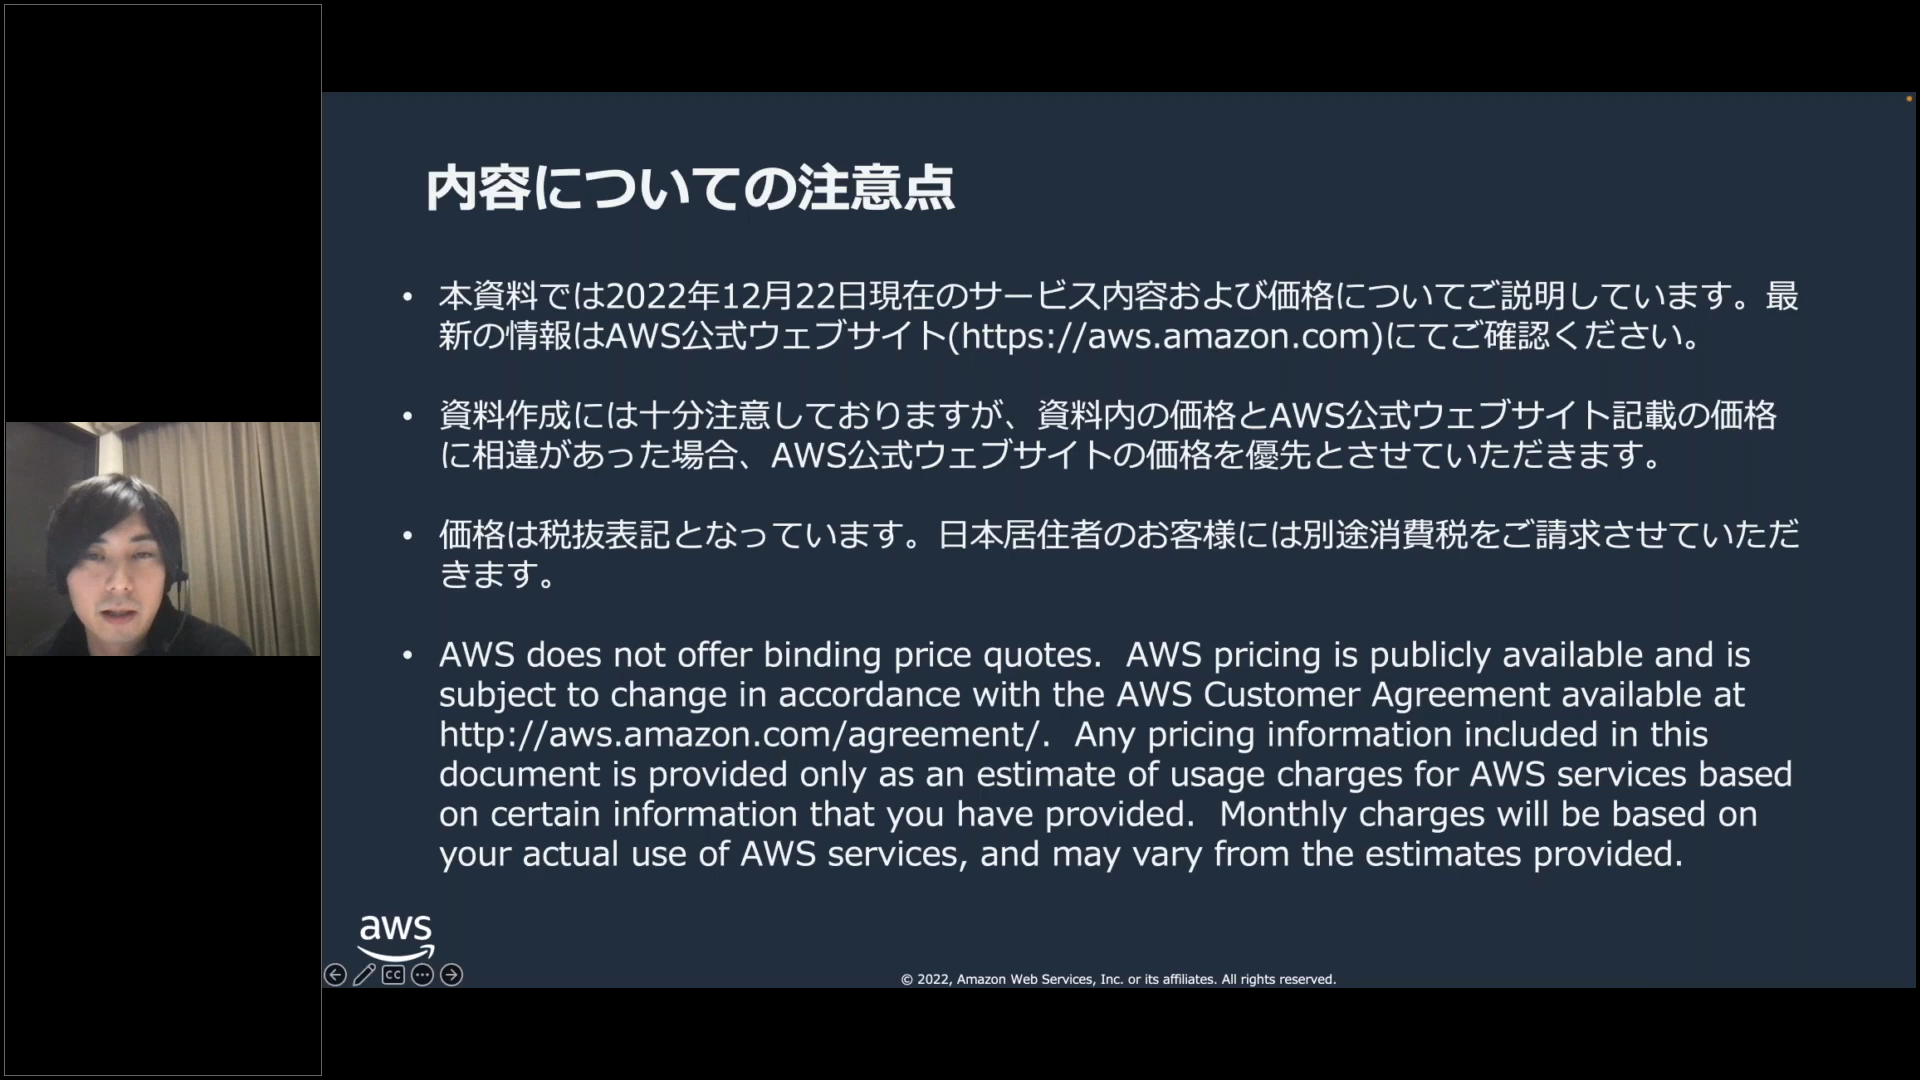 内容についての注意点
• 本資料では2022年12月22日現在のサービス内容および価格についてご説明しています。最
新の情報はAWS公式ウェブサイト(https://aws.amazon.com)にてご確認ください。
• 資料作成には十分注意しておりますが、資料内の価格とAWS公式ウェブサイト記載の価格
に相違があった場合、AWS公式ウェブサイトの価格を優先とさせていただきます。
• 価格は税抜表記となっています。日本居住者のお客様には別途消費税をご請求させていただ
きます。
• AWS does not offer binding price quotes.  AWS pricing is publicly available and is
subject to change in accordance with the AWS Customer Agreement available at
http://aws.amazon.com/agreement/.  Any pricing information included in this
document is provided only as an estimate of usage charges for AWS services based
on certain information that you have provided.  Monthly charges will be based on
your actual use of AWS services, and may vary from the estimates provided.
aws
CC
© 2022, Amazon Web Services, Inc. or its affiliates. All rights reserved.